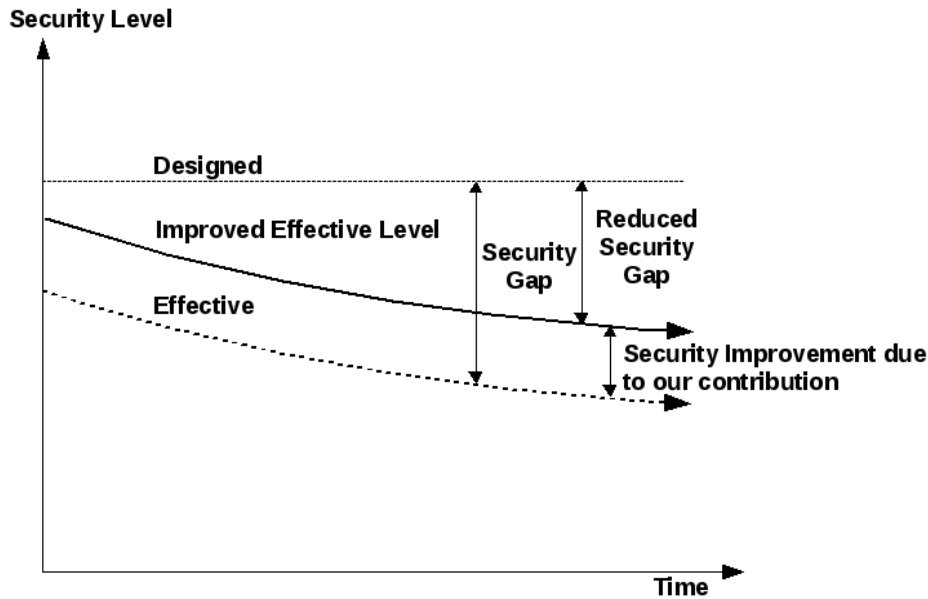 Security Level
Designed
Improved Effective Level
Effective
Security
Gap
Reduced
Security
Gap
Security Improvement due
to our contribution
Time